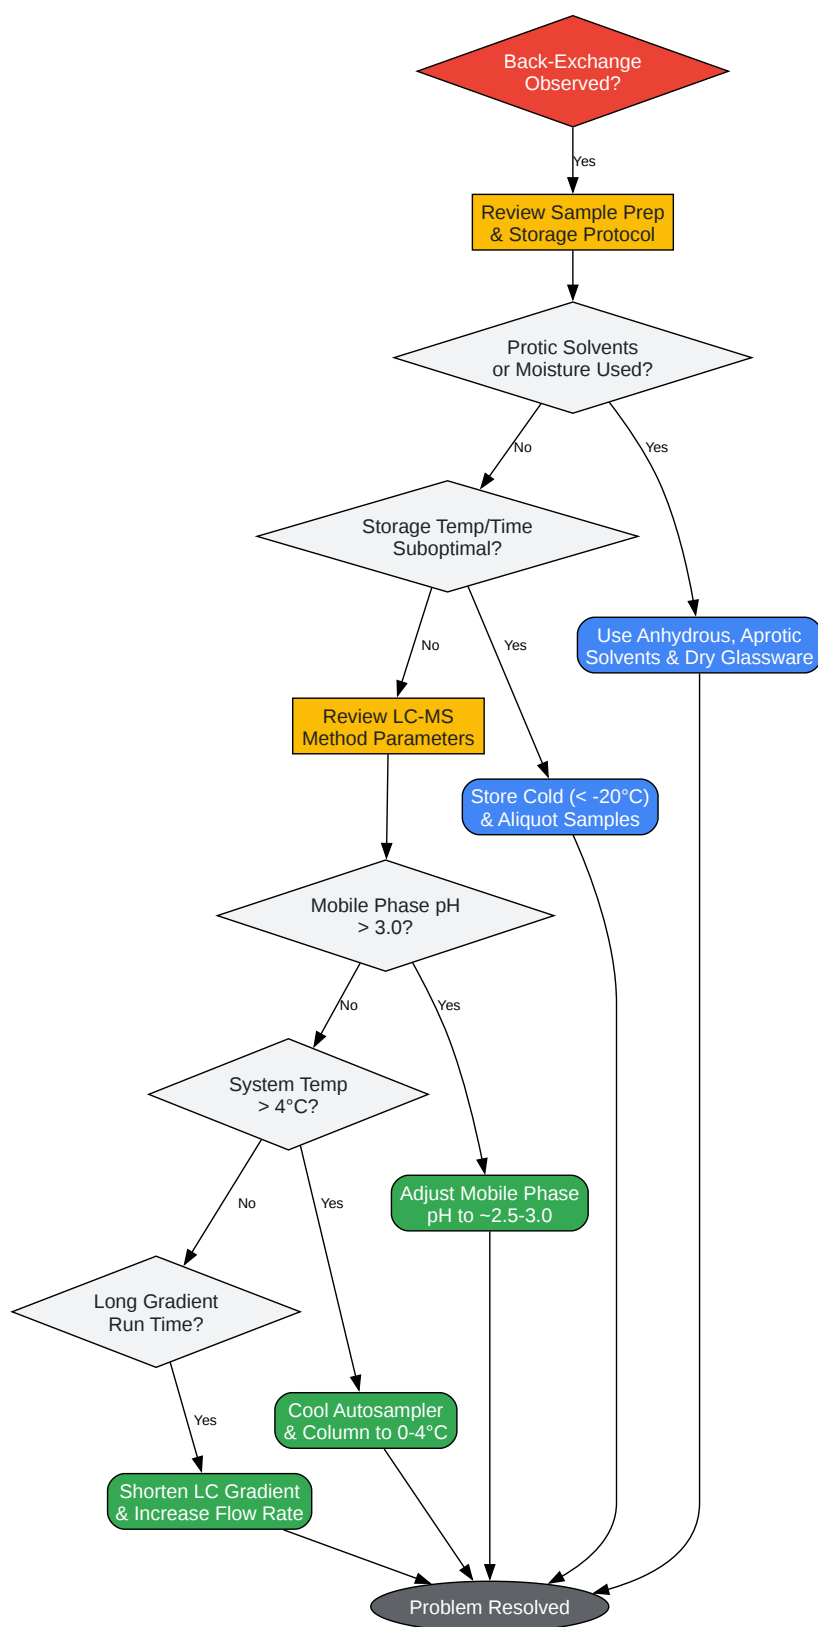 Back-Exchange
Observed?
Yes
Review Sample Prep
& Storage Protocol
Protic Solvents
or Moisture Used?
No
Yes
Storage Temp/Time
Suboptimal?
Use Anhydrous, Aprotic
Solvents & Dry Glassware
No
Yes
Review LC-MS
Method Parameters
Store Cold (< -20°C)
& Aliquot Samples
Mobile Phase pH
> 3.0?
No
Yes
System Temp
> 4°C?
Adjust Mobile Phase
pH to ~2.5-3.0
No
Yes
Long Gradient
Run Time?
Yes
Cool Autosampler
& Column to 0-4°C
Shorten LC Gradient
& Increase Flow Rate
Problem Resolved